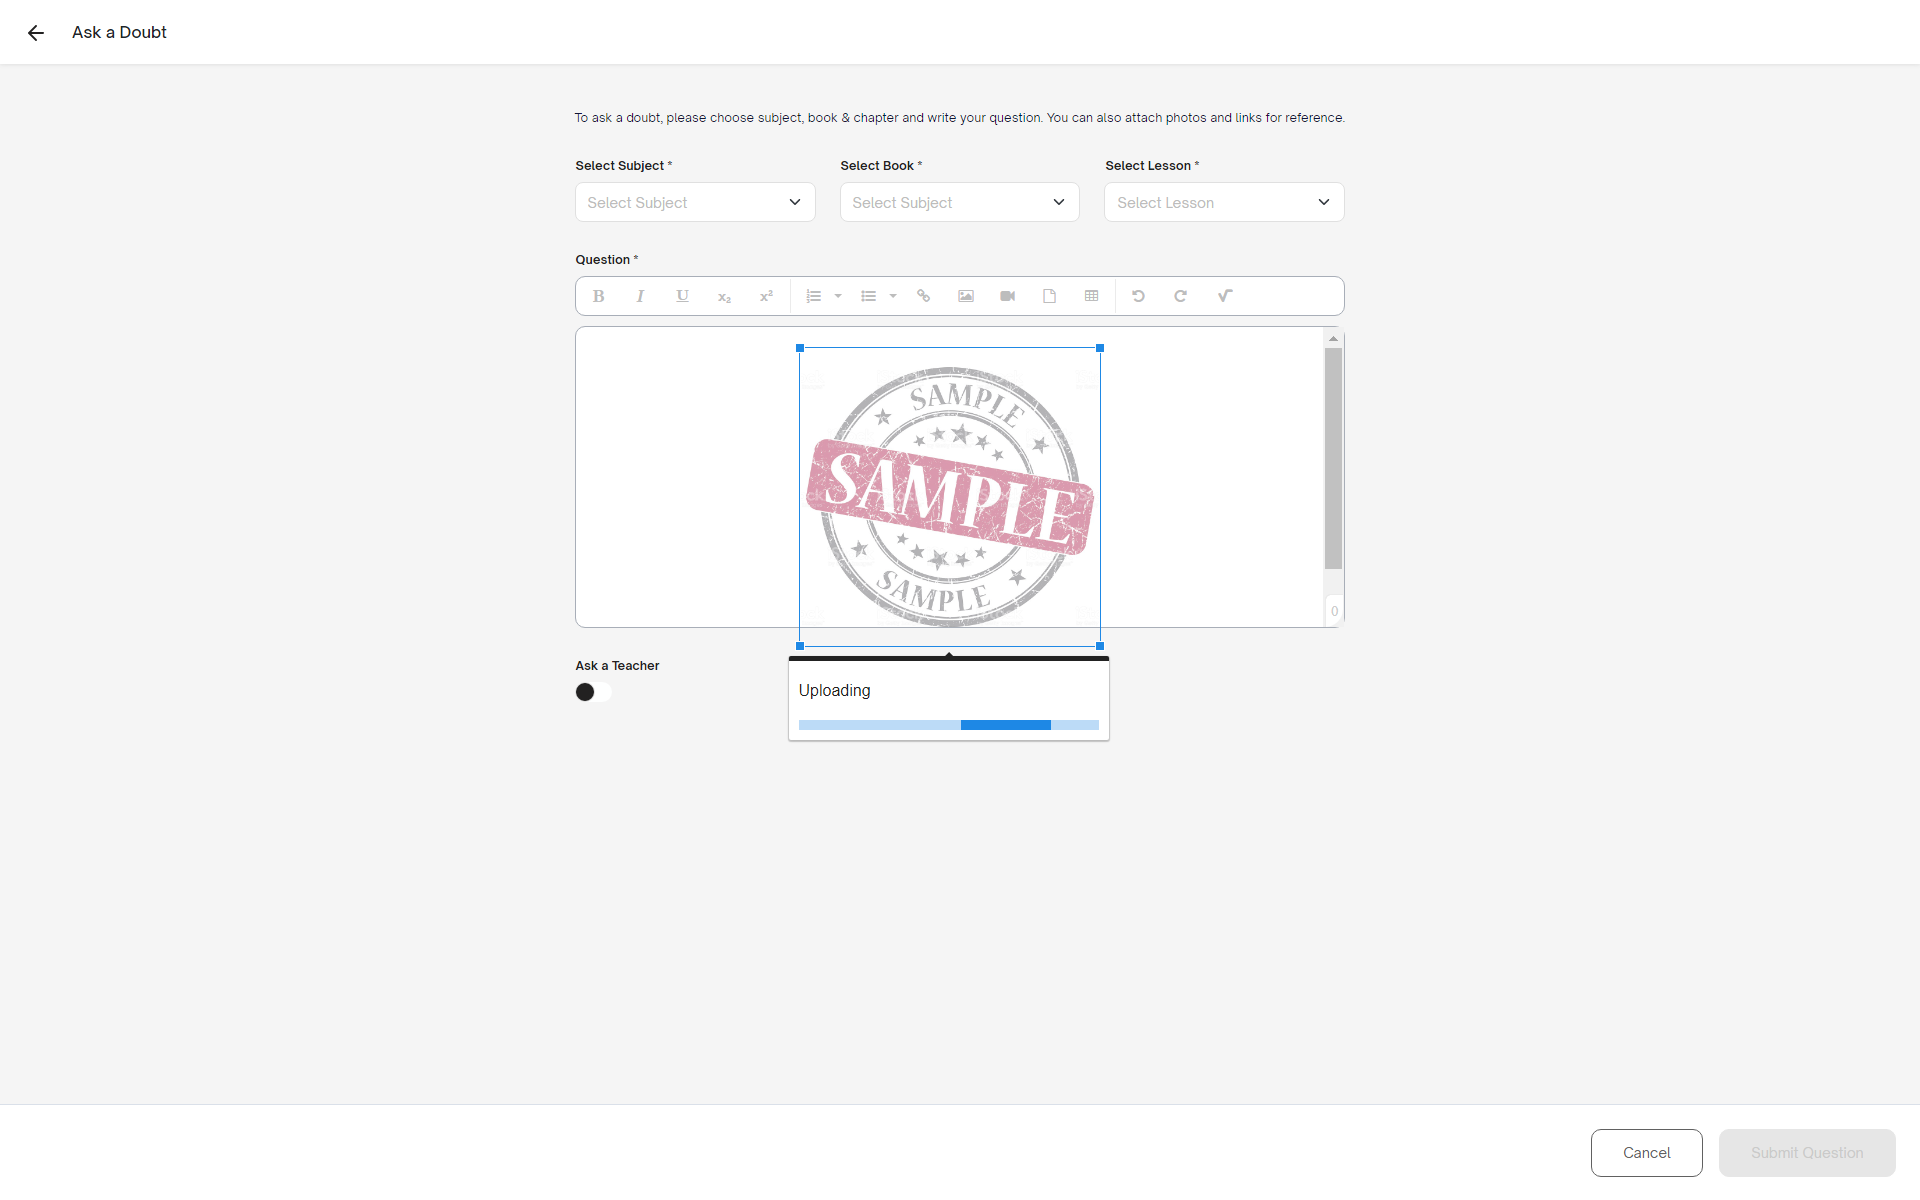 Ask a Doubt
To ask a doubt, please choose subject, book & chapter and write your question. You can also attach photos and links for reference.
Select Subject * Select Book * Select Lesson *
Select Subject Select Subject Select Lesson
Question *
B I U x₂ x²
SAMPLE
SAMPLE
SAMPLE
0
Ask a Teacher
Uploading
Cancel Submit Question